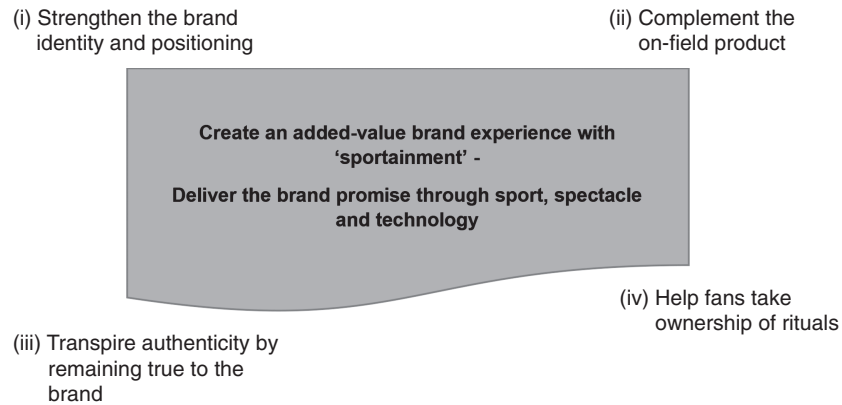 (i) Strengthen the brand
identity and positioning
(ii) Complement the
on-field product
Create an added-value brand experience with
‘sportainment’ -
Deliver the brand promise through sport, spectacle
and technology
(iii) Transpire authenticity by
remaining true to the
brand
(iv) Help fans take
ownership of rituals